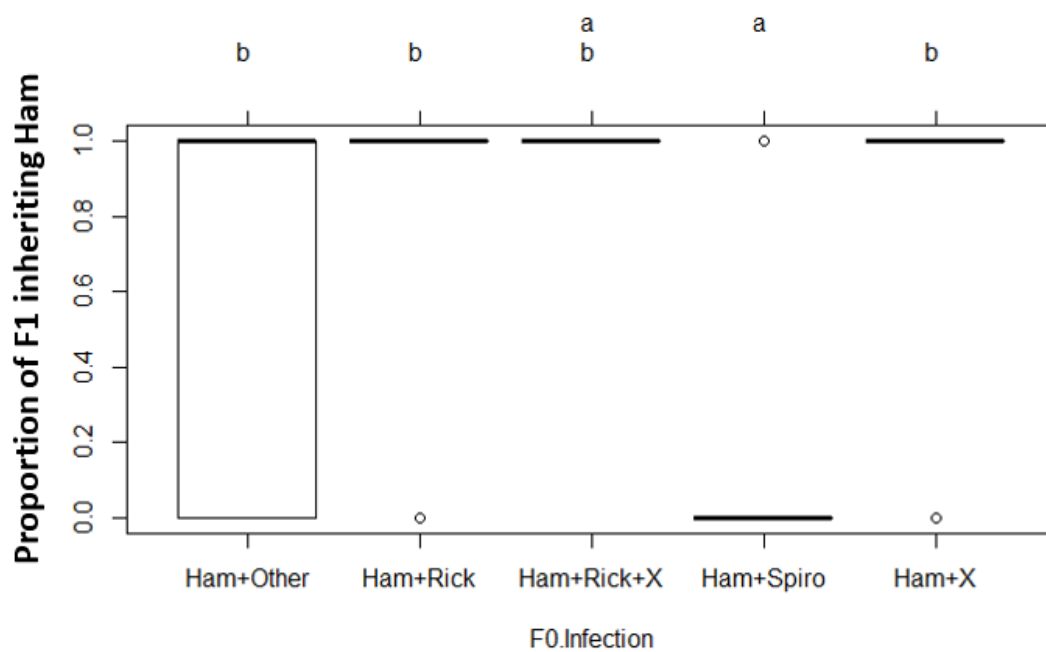 a a
b b b b
Proportion of F1 inheriting Ham
1.0
0.8
0.6
0.4
0.2
0.0
Ham+Other Ham+Rick Ham+Rick+X Ham+Spiro Ham+X
F0.Infection